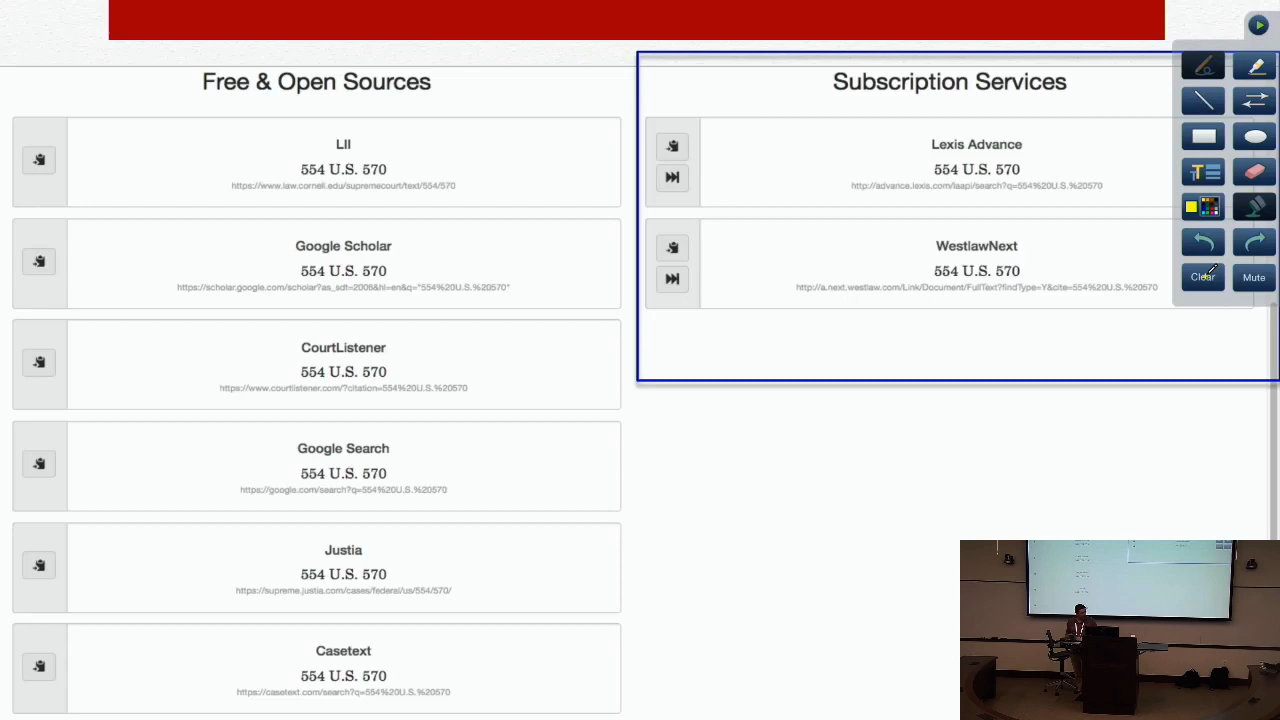 Free & Open Sources
LII
554 U.S. 570
https://www.law.cornell.edu/supremecourt/text/554/570
Google Scholar
554 U.S. 570
https://scholar.google.com/scholar?as_sdt=2006&hl=en&q="554%20U.S.%20570"
CourtListener
554 U.S. 570
https://www.courtlistener.com/?citation=554%20U.S.%20570
Google Search
554 U.S. 570
https://google.com/search?q=554%20U.S.%20570
Justia
554 U.S. 570
https://supreme.justia.com/cases/federal/us/554/570/
Casetext
554 U.S. 570
https://casetext.com/search?q=554%20U.S.%20570
Subscription Services
Lexis Advance
554 U.S. 570
http://advance.lexis.com/laapi/search?q=554%20U.S.%20570
WestlawNext
554 U.S. 570
http://a.next.westlaw.com/Link/Document/FullText?findType=Y&cite=554%20U.S.%20570
T
Clear
Mute